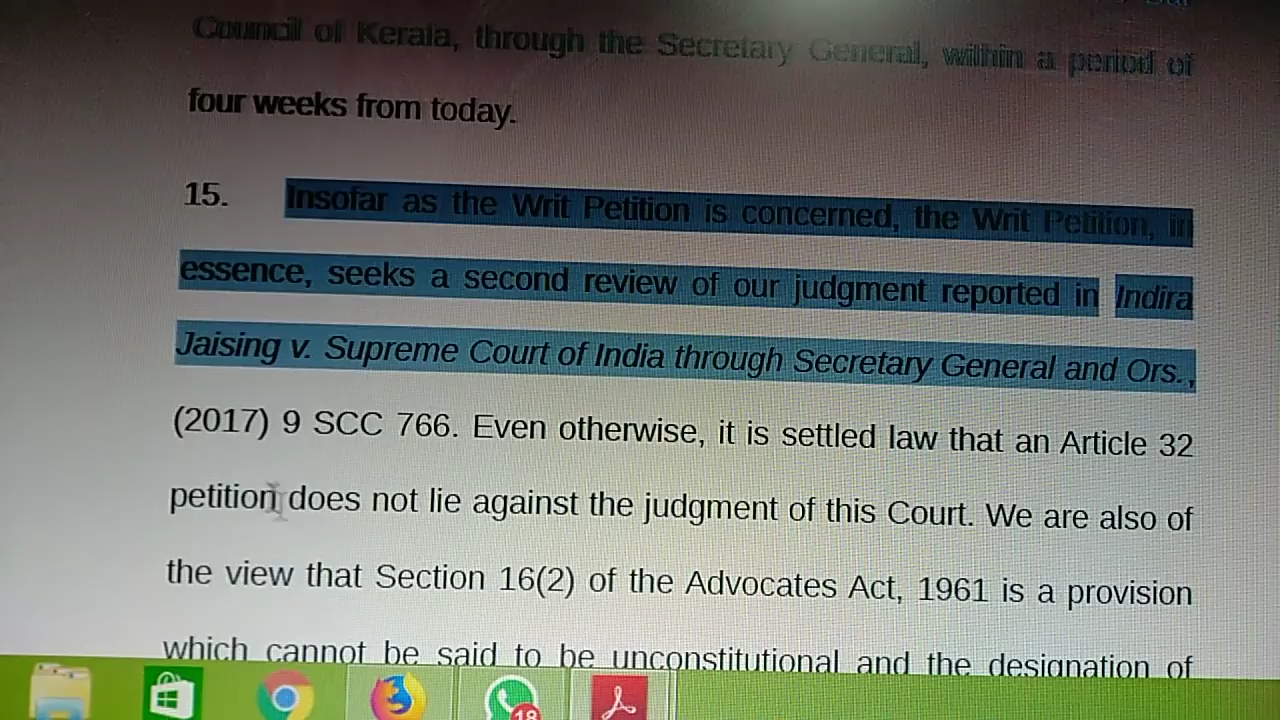 Council of Kerala, through the Secretary General, within a period of
four weeks from today.
15. Insofar as the Writ Petition is concerned, the Writ Petition, in
essence, seeks a second review of our judgment reported in Indira
Jaising v. Supreme Court of India through Secretary General and Ors.,
(2017) 9 SCC 766. Even otherwise, it is settled law that an Article 32
petition does not lie against the judgment of this Court. We are also of
the view that Section 16(2) of the Advocates Act, 1961 is a provision
which cannot be said to be unconstitutional and the designation of
18